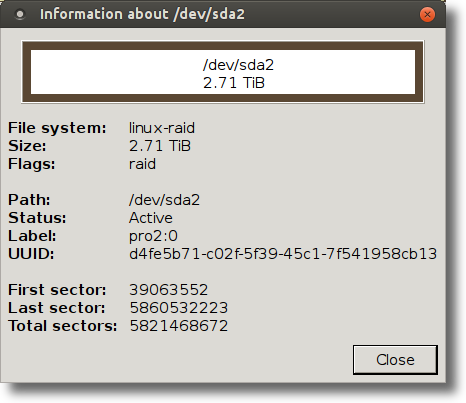 Information about /dev/sda2
/dev/sda2
2.71 TiB
File system: linux-raid
Size: 2.71 TiB
Flags: raid
Path: /dev/sda2
Status: Active
Label: pro2:0
UUID: d4fe5b71-c02f-5f39-45c1-7f541958cb13
First sector: 39063552
Last sector: 5860532223
Total sectors: 5821468672
Close